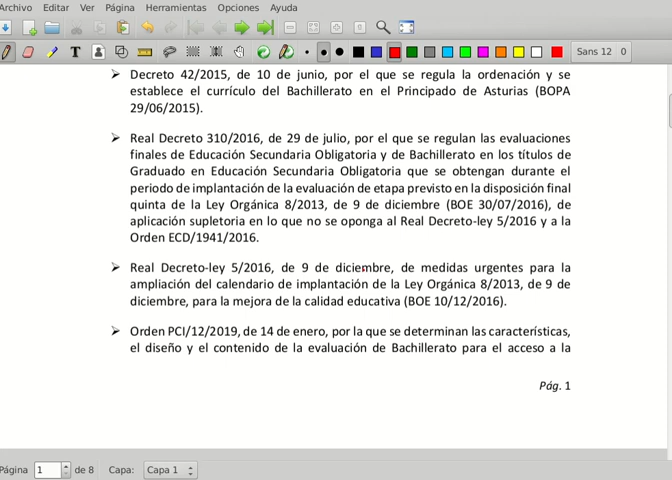 Archivo Editar Ver Página Herramientas Opciones Ayuda
T Sans 12 0
Decreto 42/2015, de 10 de junio, por el que se regula la ordenación y se
establece el currículo del Bachillerato en el Principado de Asturias (BOPA
29/06/2015).
Real Decreto 310/2016, de 29 de julio, por el que se regulan las evaluaciones
finales de Educación Secundaria Obligatoria y de Bachillerato en los títulos de
Graduado en Educación Secundaria Obligatoria que se obtengan durante el
periodo de implantación de la evaluación de etapa previsto en la disposición final
quinta de la Ley Orgánica 8/2013, de 9 de diciembre (BOE 30/07/2016), de
aplicación supletoria en lo que no se oponga al Real Decreto-ley 5/2016 y a la
Orden ECD/1941/2016.
Real Decreto-ley 5/2016, de 9 de diciembre, de medidas urgentes para la
ampliación del calendario de implantación de la Ley Orgánica 8/2013, de 9 de
diciembre, para la mejora de la calidad educativa (BOE 10/12/2016).
Orden PCI/12/2019, de 14 de enero, por la que se determinan las características,
el diseño y el contenido de la evaluación de Bachillerato para el acceso a la
Pág. 1
Página 1 de 8 Capa: Capa 1